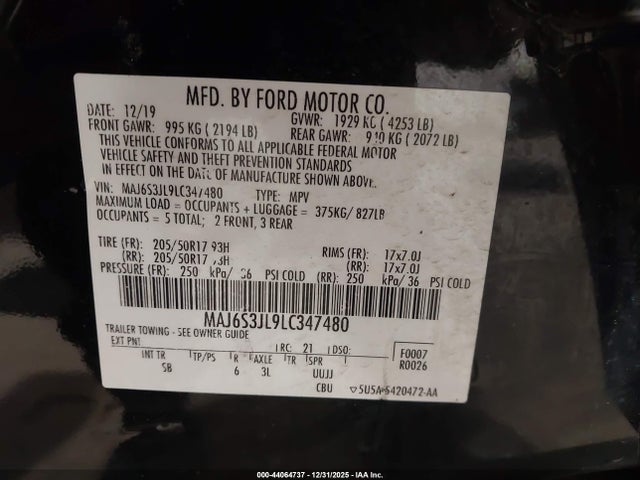 MFD. BY FORD MOTOR CO.
DATE: 12/19 GVWR: 1929 KG ( 4253 LB)
FRONT GAWR: 995 KG ( 2194 LB) REAR GAWR: 940 KG ( 2072 LB)
THIS VEHICLE CONFORMS TO ALL APPLICABLE FEDERAL MOTOR
VEHICLE SAFETY AND THEFT PREVENTION STANDARDS
IN EFFECT ON THE DATE OF MANUFACTURE SHOWN ABOVE.
VIN: MAJ6S3JL9LC347480 TYPE: MPV
MAXIMUM LOAD = OCCUPANTS + LUGGAGE = 375KG/ 827LB
OCCUPANTS = 5 TOTAL; 2 FRONT, 3 REAR
TIRE (FR): 205/50R17 93H RIMS (FR): 17x7.0J
(RR): 205/50R17 93H (RR): 17x7.0J
PRESSURE (FR): 250 kPa/ 36 PSI COLD (RR): 250 kPa/ 36 PSI COLD
MAJ6S3JL9LC347480
TRAILER TOWING - SEE OWNER GUIDE
EXT PNT: RC: 21 DSO: F0007
R0026
INT TR TP/PS R AXLE TR SPR
SB 6 3L UUJJ
CBU 5U5A-5420472-AA
000-44064737 - 12/31/2025 - IAA Inc.